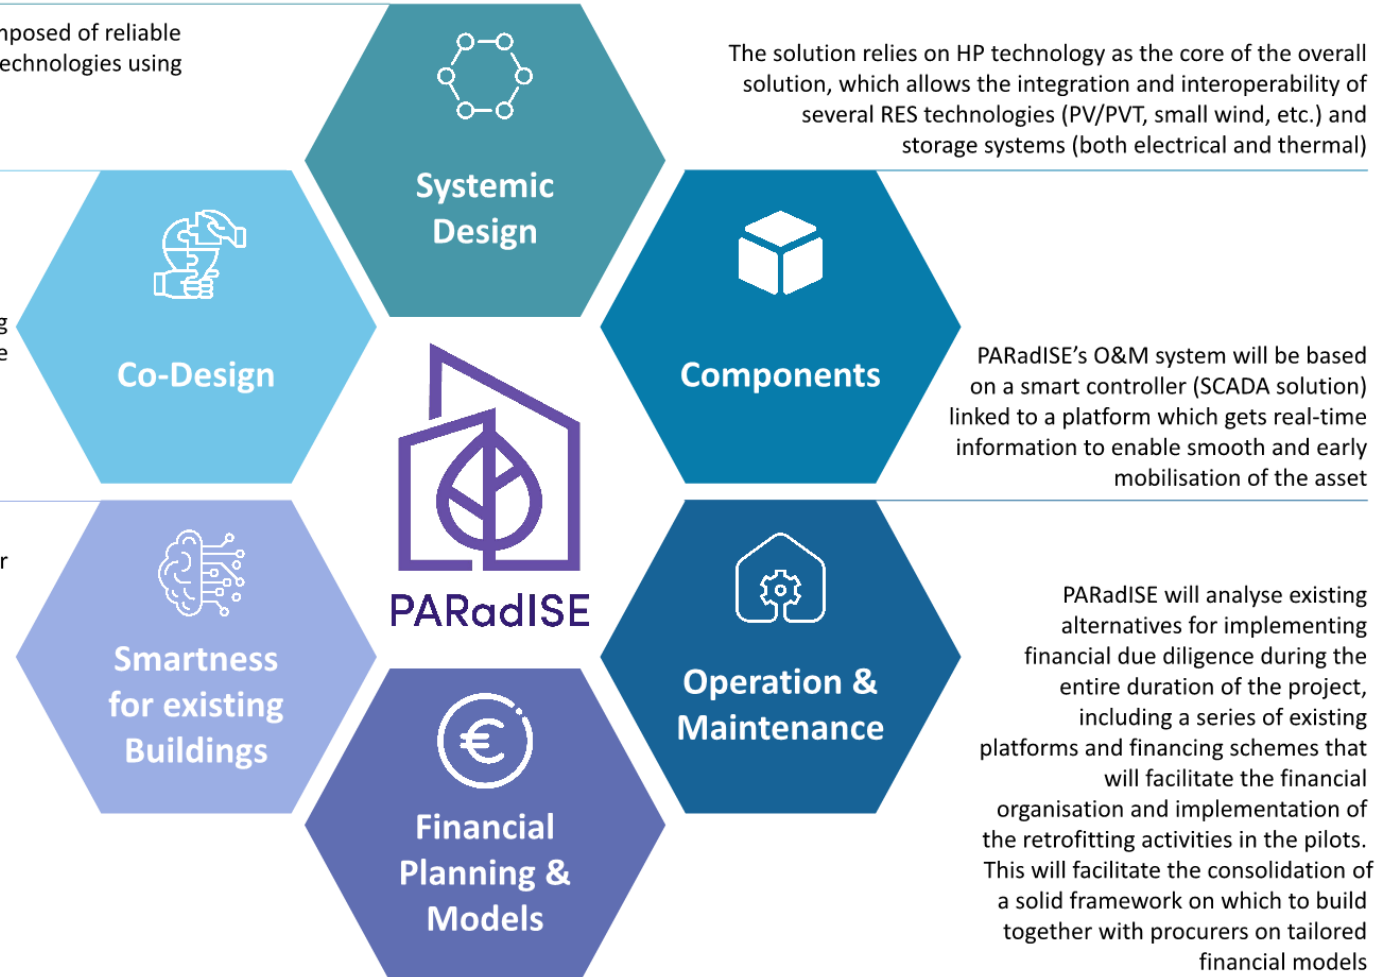 mposed of reliable
echnologies using
The solution relies on HP technology as the core of the overall
solution, which allows the integration and interoperability of
several RES technologies (PV/PVT, small wind, etc.) and
storage systems (both electrical and thermal)
Systemic
Design
g
e
Co-Design
Components
PARadISE’s O&M system will be based
on a smart controller (SCADA solution)
linked to a platform which gets real-time
information to enable smooth and early
mobilisation of the asset
PARadISE
r
Smartness
for existing
Buildings
Operation &
Maintenance
Financial
Planning &
Models
PARadISE will analyse existing
alternatives for implementing
financial due diligence during the
entire duration of the project,
including a series of existing
platforms and financing schemes that
will facilitate the financial
organisation and implementation of
the retrofitting activities in the pilots.
This will facilitate the consolidation of
a solid framework on which to build
together with procurers on tailored
financial models